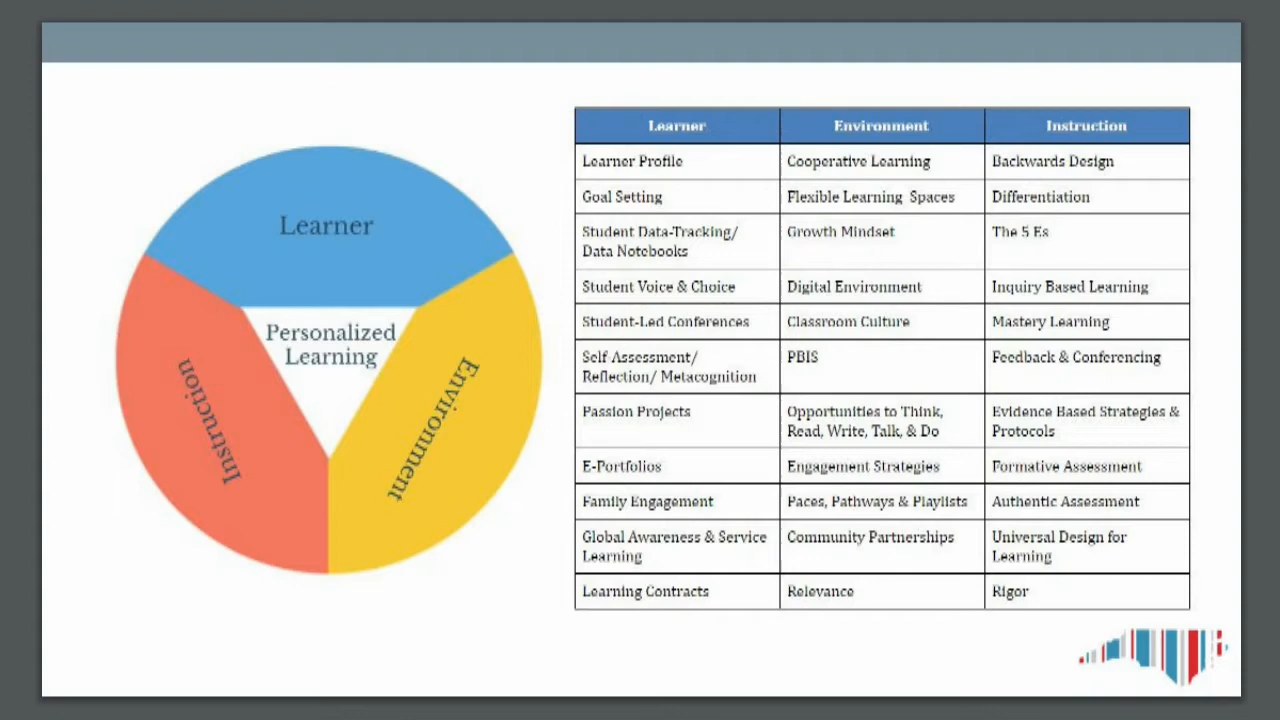 Learner
Personalized
Learning
Instruction
Environment
Learner Environment Instruction
Learner Profile Cooperative Learning Backwards Design
Goal Setting Flexible Learning Spaces Differentiation
Student Data-Tracking/ Growth Mindset The 5 Es
Data Notebooks
Student Voice & Choice Digital Environment Inquiry Based Learning
Student-Led Conferences Classroom Culture Mastery Learning
Self-Assessment/ PBIS Feedback & Conferencing
Reflection/ Metacognition
Passion Projects Opportunities to Think, Evidence Based Strategies &
Read, Write, Talk, & Do Protocols
E-Portfolios Engagement Strategies Formative Assessment
Family Engagement Paces, Pathways & Playlists Authentic Assessment
Global Awareness & Service Community Partnerships Universal Design for
Learning Learning
Learning Contracts Relevance Rigor